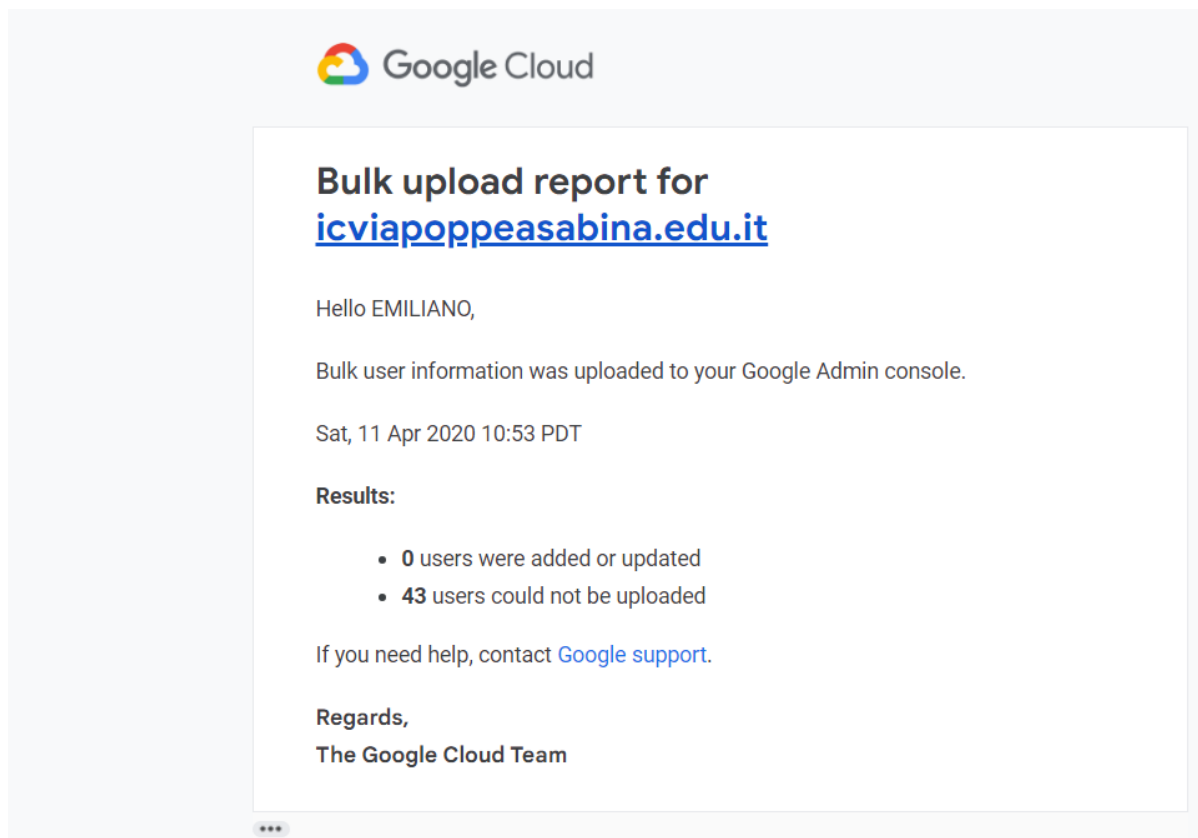 Google Cloud
Bulk upload report for
icviapoppeasabina.edu.it
Hello EMILIANO,
Bulk user information was uploaded to your Google Admin console.
Sat, 11 Apr 2020 10:53 PDT
Results:
• 0 users were added or updated
• 43 users could not be uploaded
If you need help, contact Google support.
Regards,
The Google Cloud Team